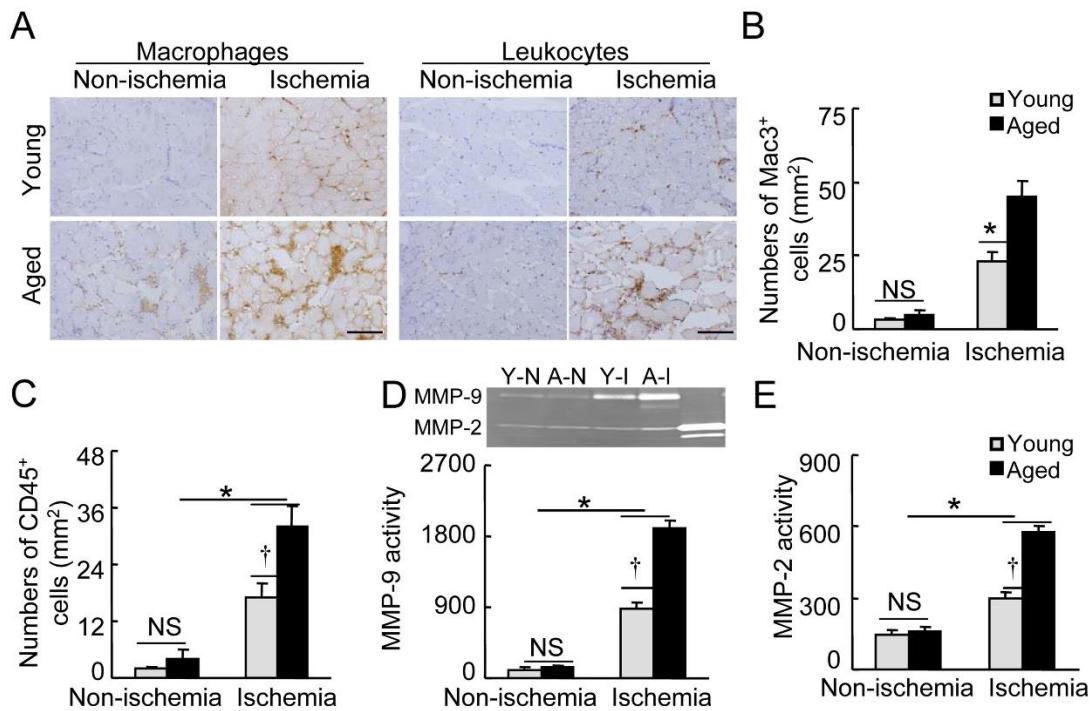 A
Macrophages
Leukocytes
Non-ischemia
Ischemia
Non-ischemia
Ischemia
Young
Aged
B
Young
Aged
Numbers of Mac3+
cells (mm2)
75
50
25
0
NS
*
Non-ischemia
Ischemia
C
Numbers of CD45+
cells (mm2)
48
36
24
12
0
NS
*
†
Non-ischemia
Ischemia
D
Y-N A-N Y-I A-I
MMP-9
MMP-2
MMP-9 activity
2700
1800
900
0
NS
*
†
Non-ischemia
Ischemia
E
Young
Aged
MMP-2 activity
900
600
300
0
NS
*
†
Non-ischemia
Ischemia